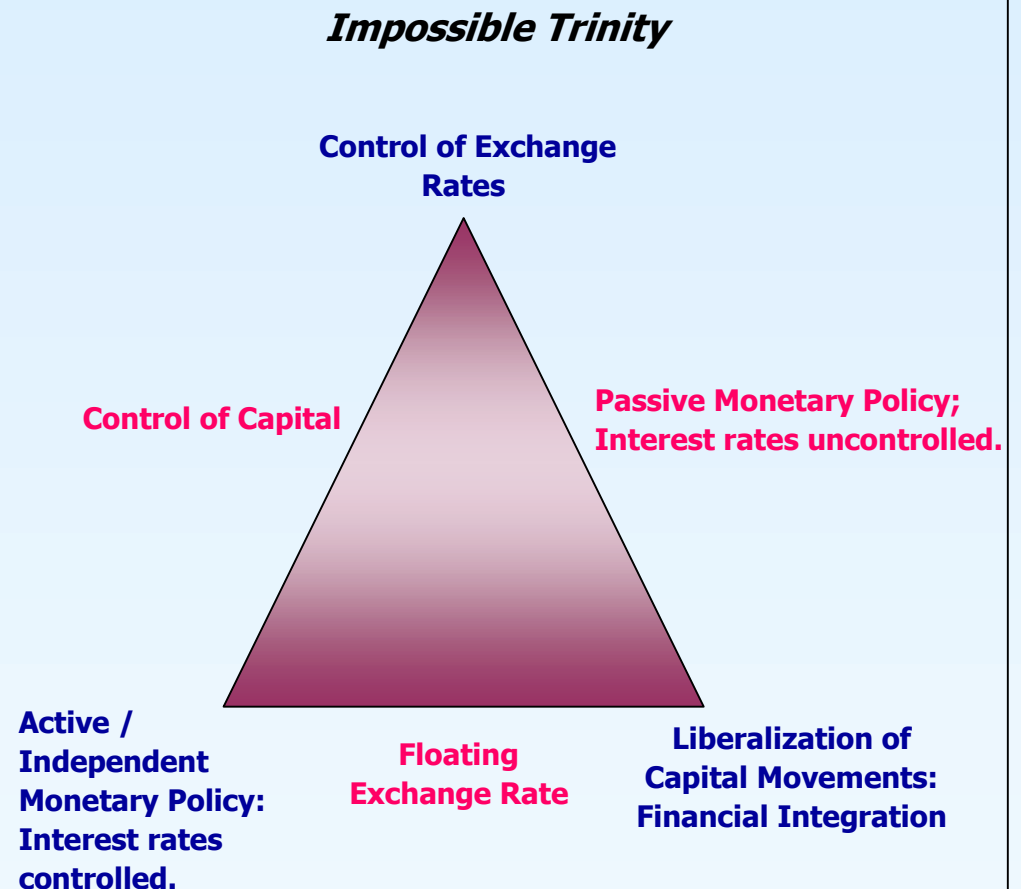 Impossible Trinity
Control of Exchange
Rates
Control of Capital
Passive Monetary Policy;
Interest rates uncontrolled.
Active /
Independent
Monetary Policy:
Interest rates
controlled.
Floating
Exchange Rate
Liberalization of
Capital Movements:
Financial Integration